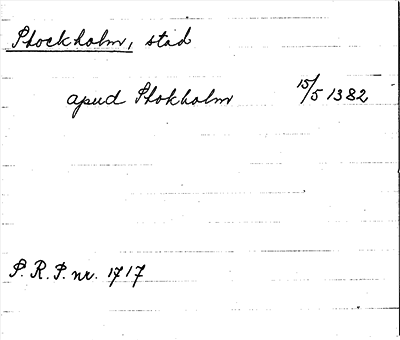 Stockholm, stad
apud Stokholm 15/5 1382
S.R.P. nr. 1717